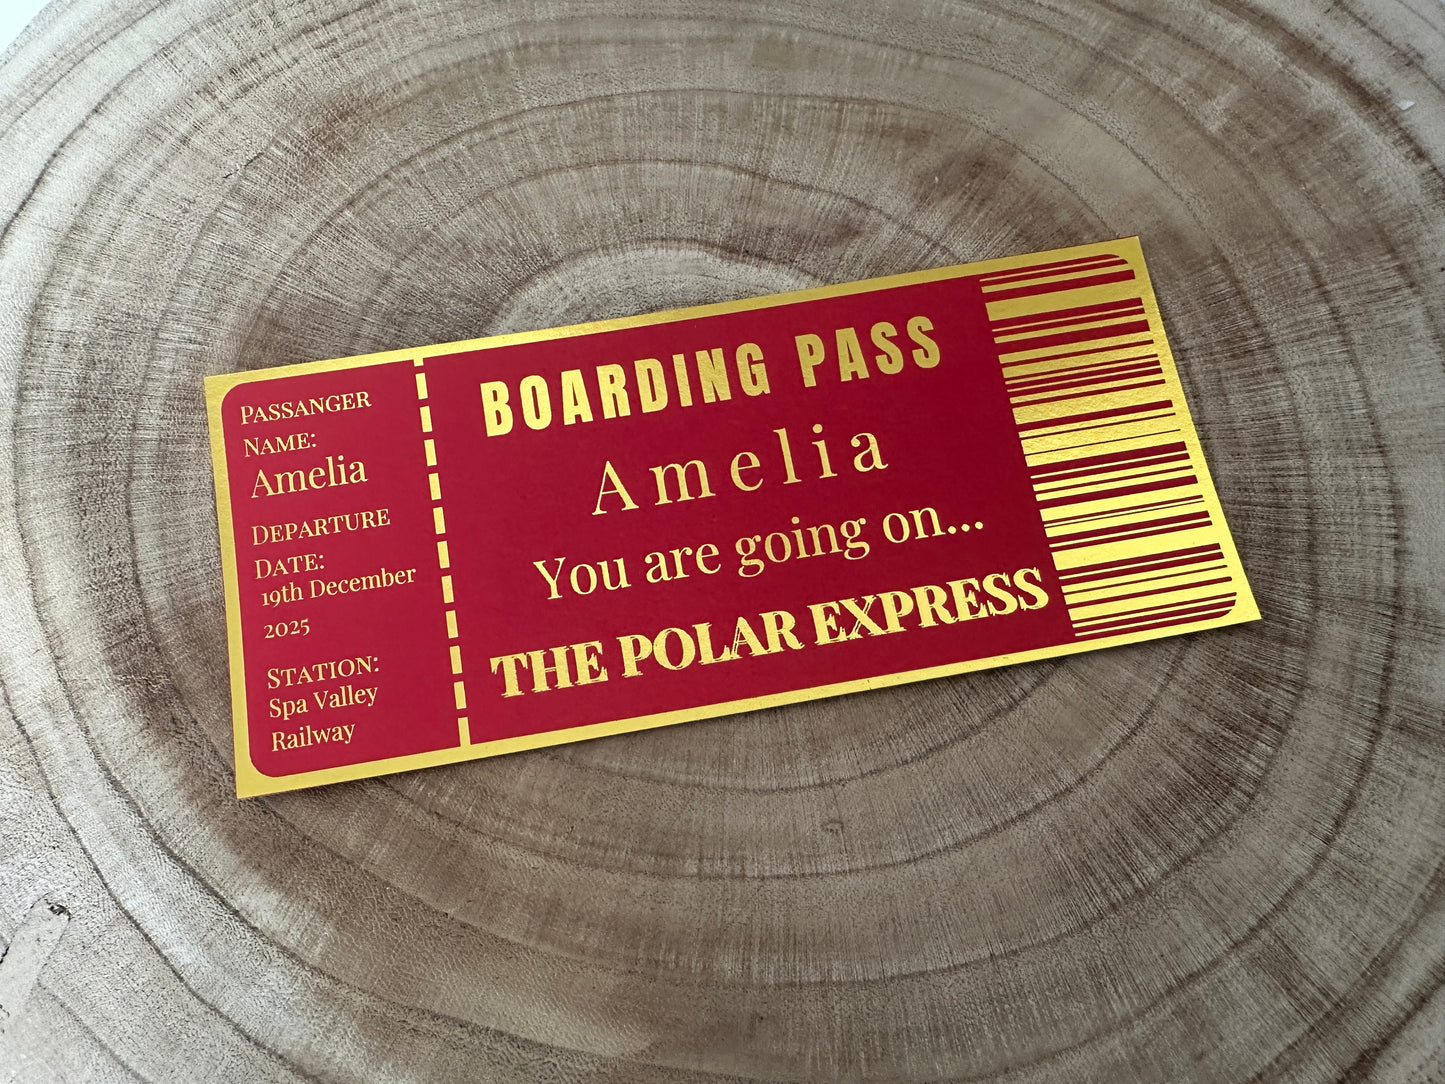 PASSANGER
NAME:
Amelia
DEPARTURE
DATE:
19th December
2025
STATION:
Spa Valley
Railway
BOARDING PASS
Amelia
You are going on...
THE POLAR EXPRESS